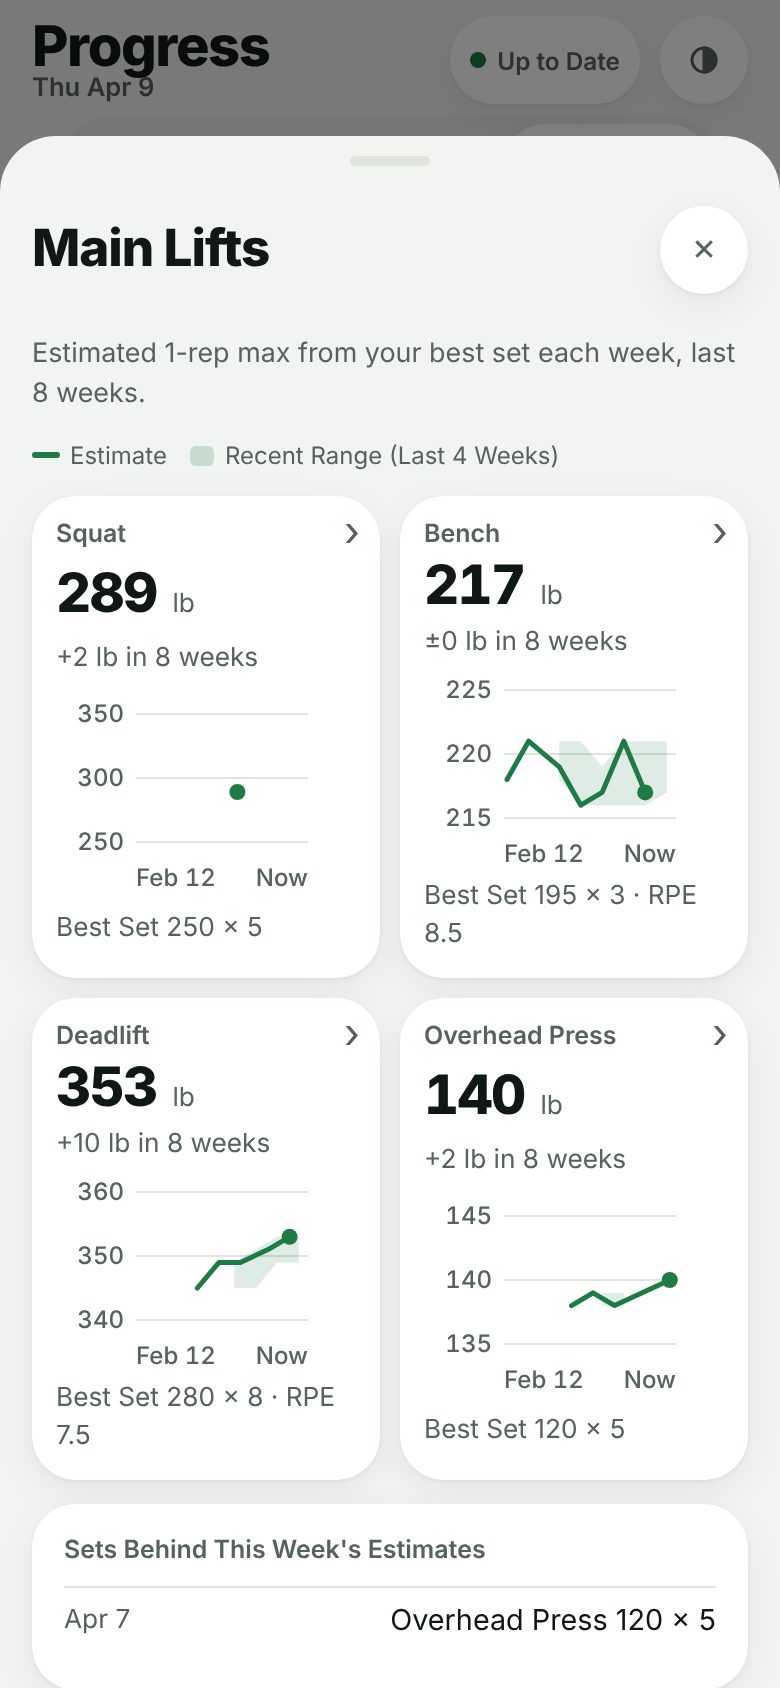 Progress
Thu Apr 9
Up to Date
Main Lifts
Estimated 1-rep max from your best set each week, last
8 weeks.
Estimate
Recent Range (Last 4 Weeks)
Squat
289 lb
+2 lb in 8 weeks
350
300
250
Feb 12
Now
Best Set 250 × 5
Bench
217 lb
±0 lb in 8 weeks
225
220
215
Feb 12
Now
Best Set 195 × 3 · RPE
8.5
Deadlift
353 lb
+10 lb in 8 weeks
360
350
340
Feb 12
Now
Best Set 280 × 8 · RPE
7.5
Overhead Press
140 lb
+2 lb in 8 weeks
145
140
135
Feb 12
Now
Best Set 120 × 5
Sets Behind This Week's Estimates
Apr 7
Overhead Press 120 × 5